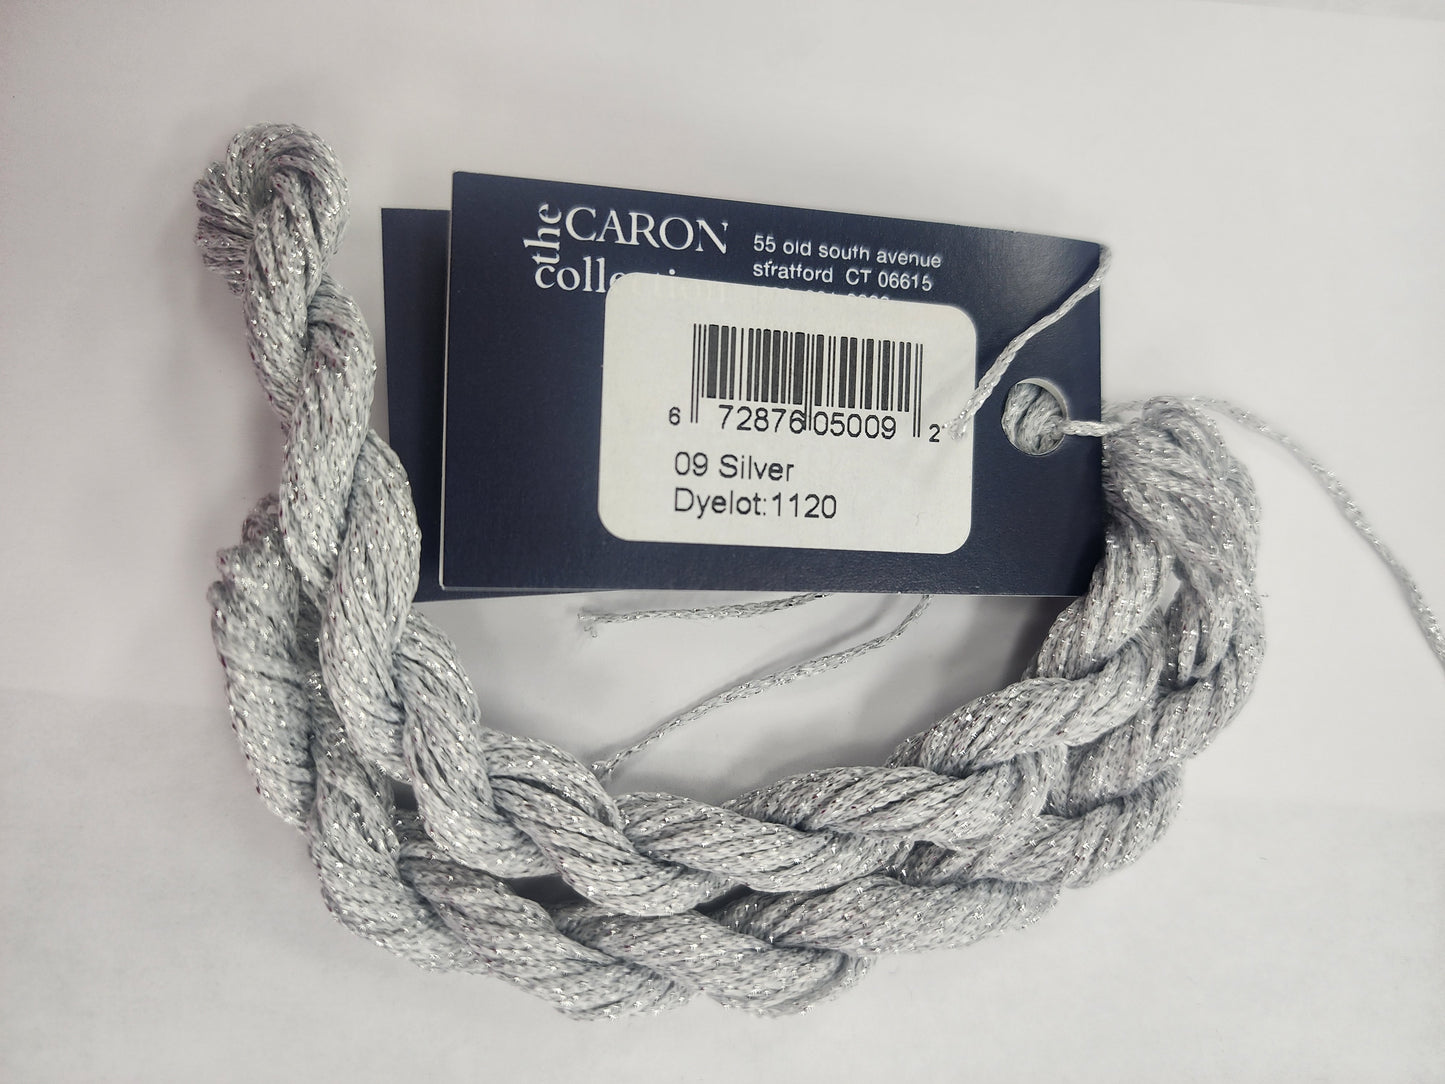 the CARON
collection
55 old south avenue
stratford CT 06615
6 72876 05009 2
09 Silver
Dyelot:1120